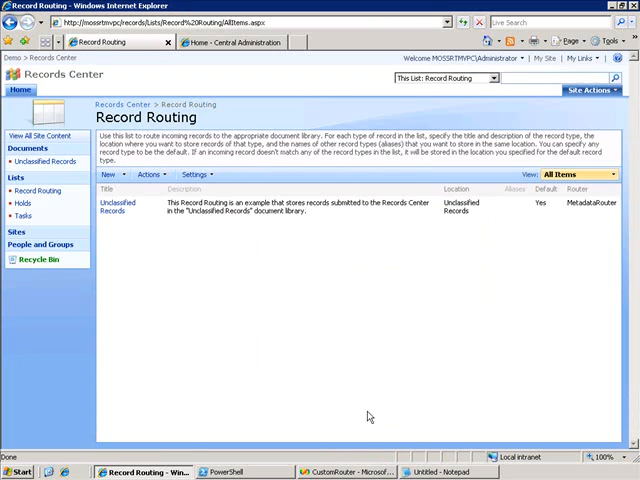 Record Routing - Windows Internet Explorer
http://mossrtmvpc/records/Lists/Record%20Routing/AllItems.aspx
Live Search
Record Routing
Home - Central Administration
Page
Tools
Demo > Records Center
Welcome MOSSRTMVPC\Administrator
My Site
My Links
Records Center
This List: Record Routing
Home
Site Actions
Records Center > Record Routing
Record Routing
View All Site Content
Documents
Unclassified Records
Lists
Record Routing
Holds
Tasks
Sites
People and Groups
Recycle Bin
Use this list to route incoming records to the appropriate document library. For each type of record in the list, specify the title and description of the record type, the
location where you want to store records of that type, and the names of other record types (aliases) that you want to store in the same location. You can specify any
record type to be the default. If an incoming record doesn't match any of the record types in the list, it will be stored in the location you specified for the default record
type.
New
Actions
Settings
View:
All Items
Title
Description
Location
Aliases
Default
Router
Unclassified
Records
This Record Routing is an example that stores records submitted to the Records Center
in the "Unclassified Records" document library.
Unclassified
Records
Yes
MetadataRouter
Done
Local intranet
100%
Start
Record Routing - Win...
PowerShell
CustomRouter - Microsof...
Untitled - Notepad